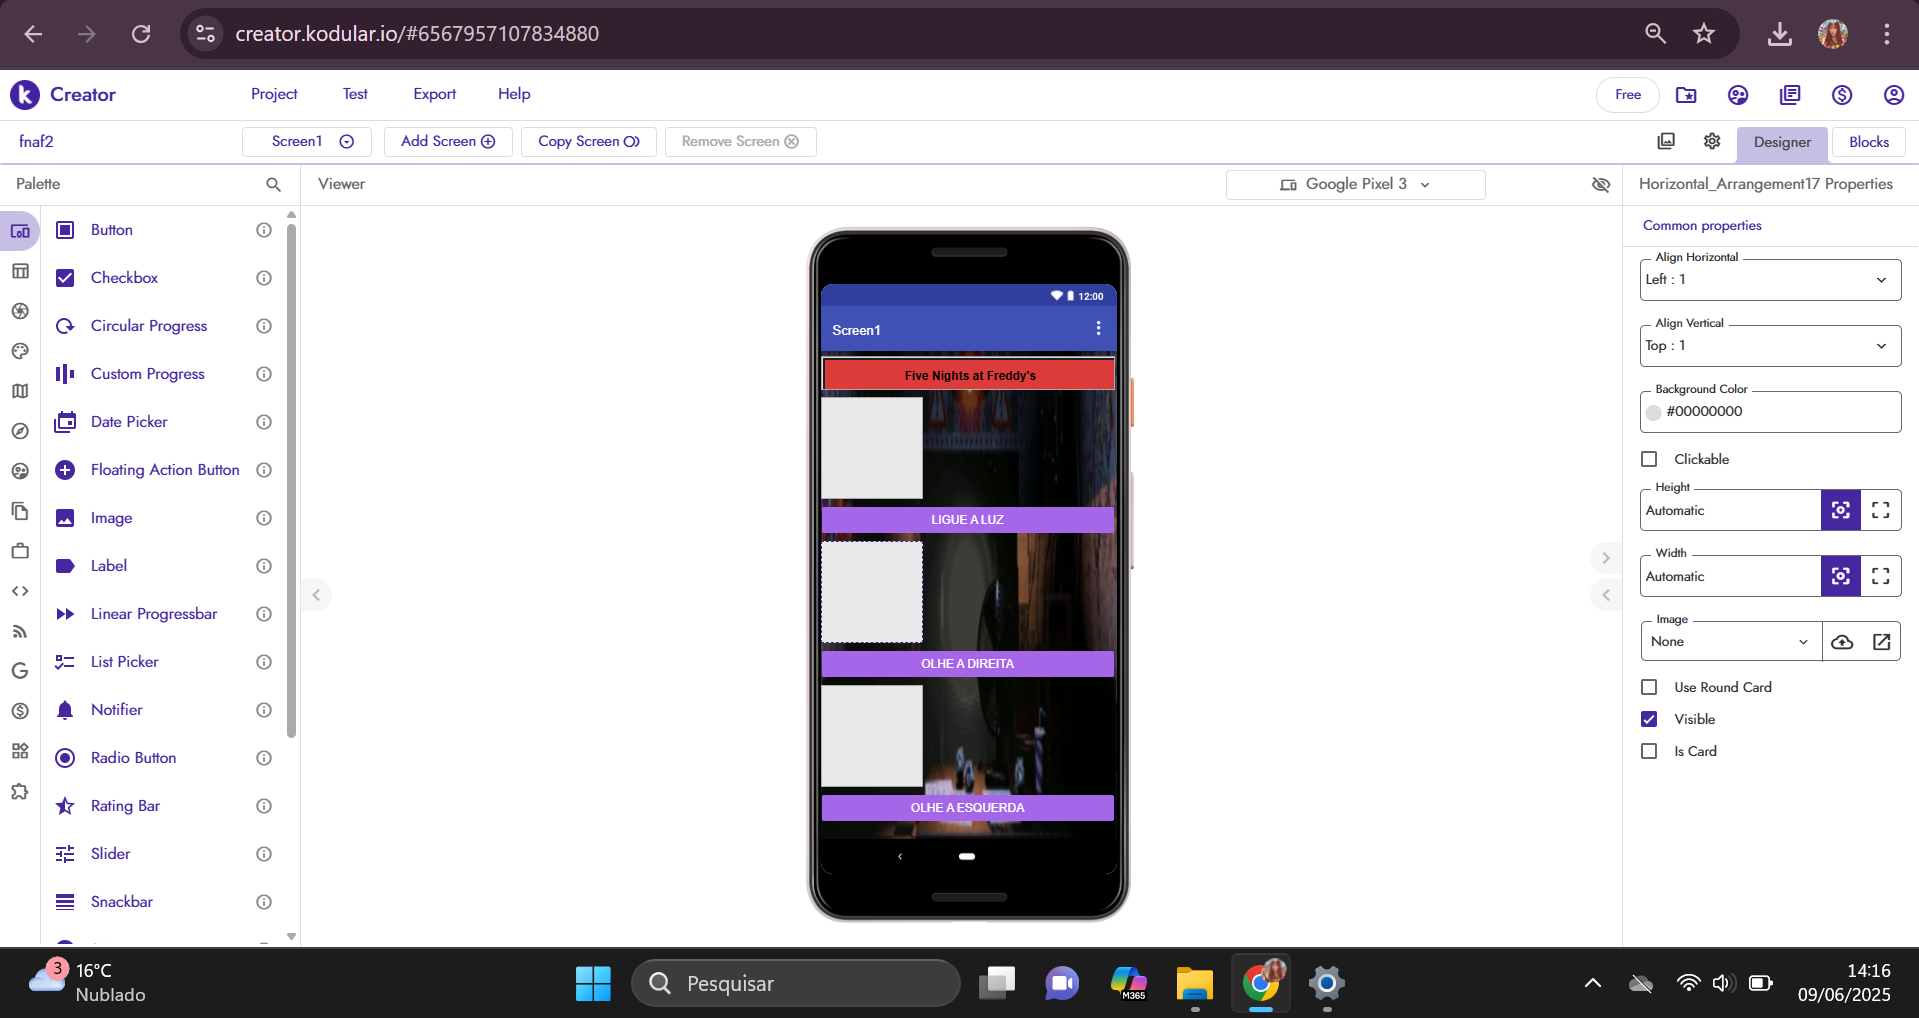 creator.kodular.io/#6567957107834880
k Creator Project Test Export Help Free
fnaf2 Screen1 Add Screen Copy Screen Remove Screen Designer Blocks
Palette Viewer Google Pixel 3 Horizontal_Arrangement17 Properties
Button
Checkbox
Circular Progress
Custom Progress
Date Picker
Floating Action Button
Image
Label
Linear Progressbar
List Picker
Notifier
Radio Button
Rating Bar
Slider
Snackbar
12:00
Screen1
Five Nights at Freddy's
LIGUE A LUZ
OLHE A DIREITA
OLHE A ESQUERDA
Common properties
Align Horizontal
Left : 1
Align Vertical
Top : 1
Background Color
#00000000
Clickable
Height
Automatic
Width
Automatic
Image
None
Use Round Card
Visible
Is Card
3
16°C
Nublado
Pesquisar
M365
14:16
09/06/2025